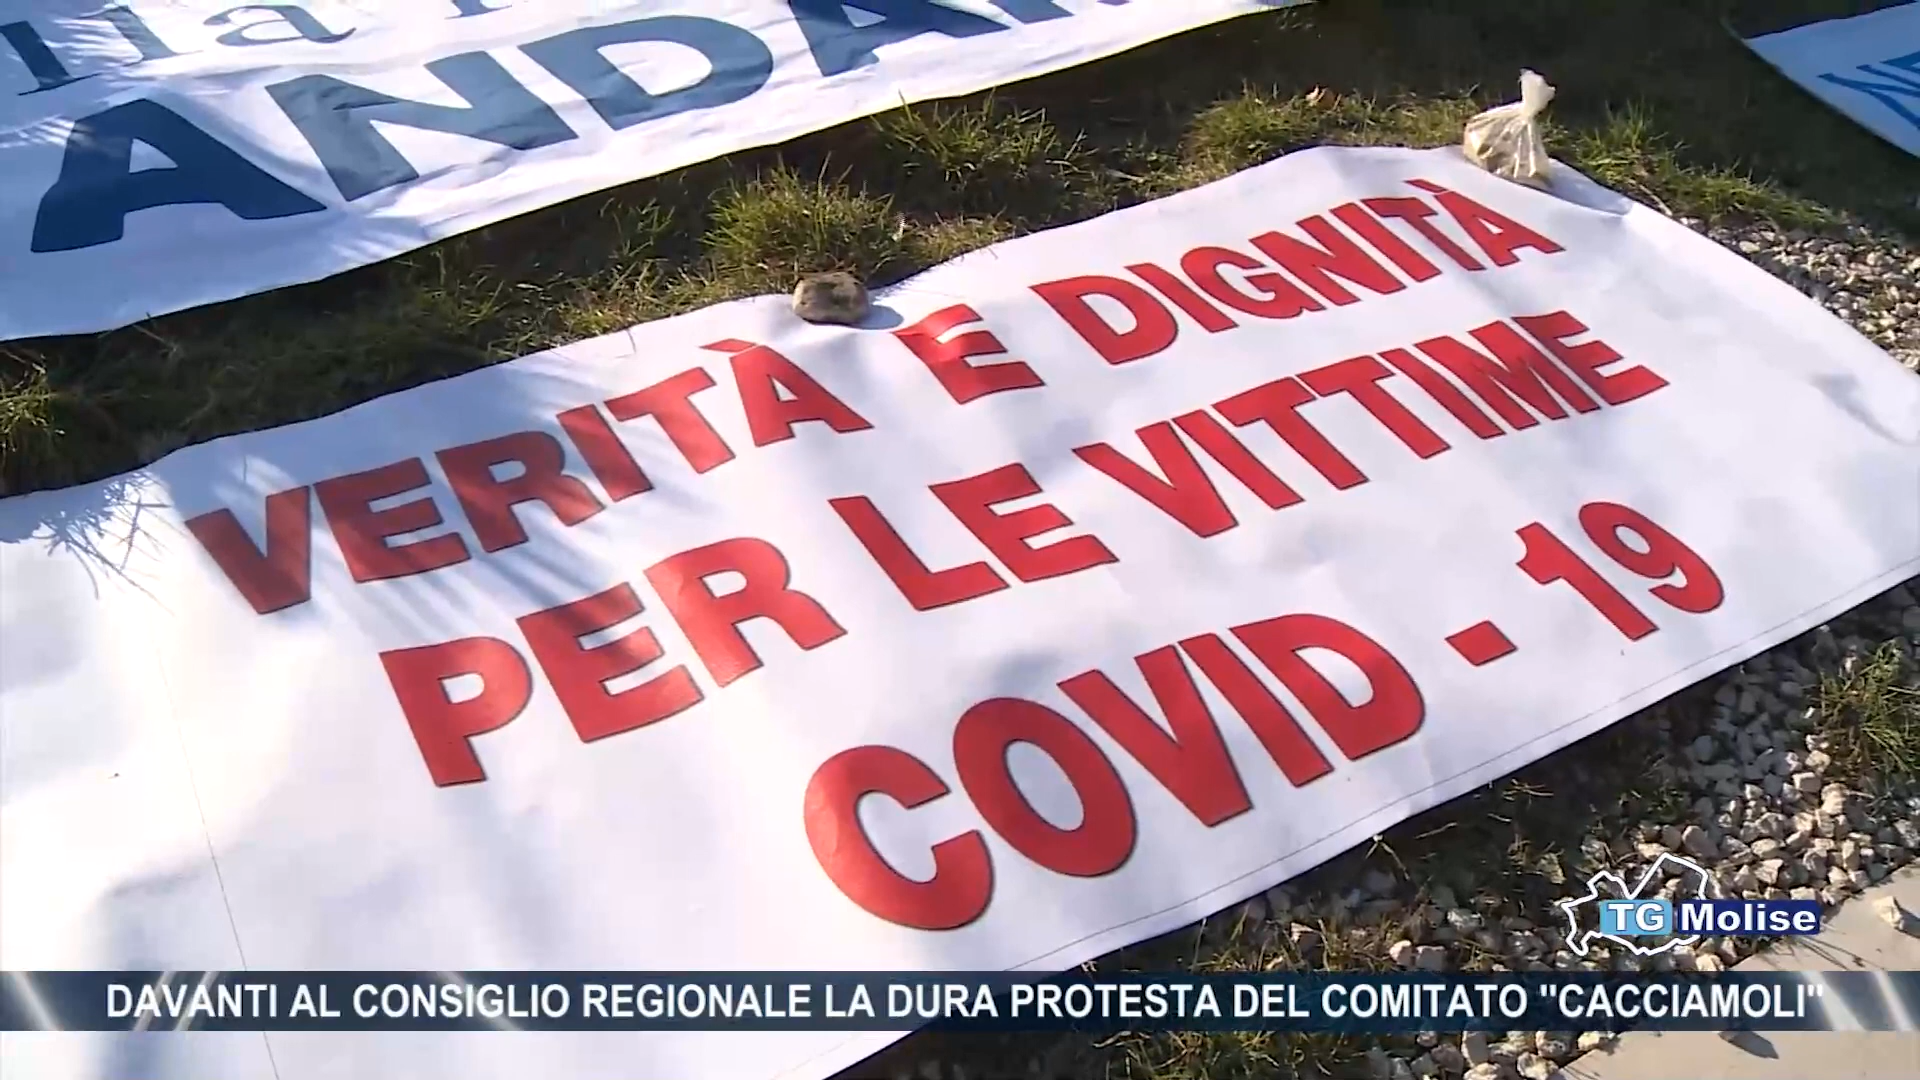 VERITÀ E DIGNITÀ
PER LE VITTIME
COVID - 19
TG Molise
DAVANTI AL CONSIGLIO REGIONALE LA DURA PROTESTA DEL COMITATO "CACCIAMOLI"